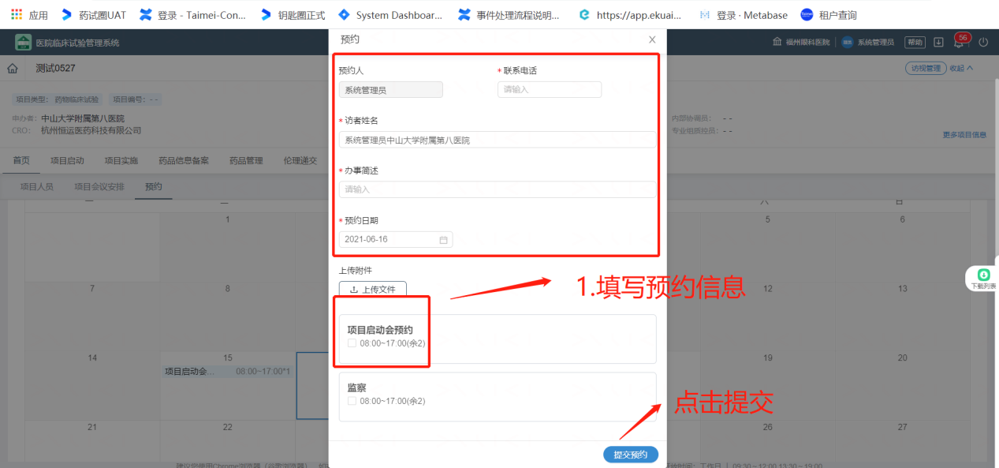 应用 药试圈UAT 登录 - Taimei-Con... 钥匙圈正式 System Dashboar... 事件处理流程说明... https://app.ekuai... 登录 · Metabase 租户查询
医院临床试验管理系统 预约 X 福州眼科医院 系统管理员 帮助 56
测试0527 访视管理 收起
预约人 *联系电话
系统管理员 请输入
项目类型: 药物临床试验 项目编号: - -
申办者: 中山大学附属第八医院 *访者姓名 内部协调员: - -
CRO: 杭州恒运医药科技有限公司 专业组质控员: - -
系统管理员中山大学附属第八医院 更多项目信息
首页 项目启动 项目实施 药品信息备案 药品管理 伦理递交
*办事简述
项目人员 项目会议安排 预约 请输入
一 二 六 日
1 *预约日期 5 6
2021-06-16
上传附件
上传文件 下载列表
1.填写预约信息
7 8 12 13
项目启动会预约
08:00~17:00(余2)
14 15 19 20
项目启动会... 08:00~17:00*1
监察
08:00~17:00(余2)
点击提交
21 22 26 27
提交预约
建议您使用Chrome浏览器（谷歌浏览器） 工作日 | 09:30~12:00 13:30~19:00